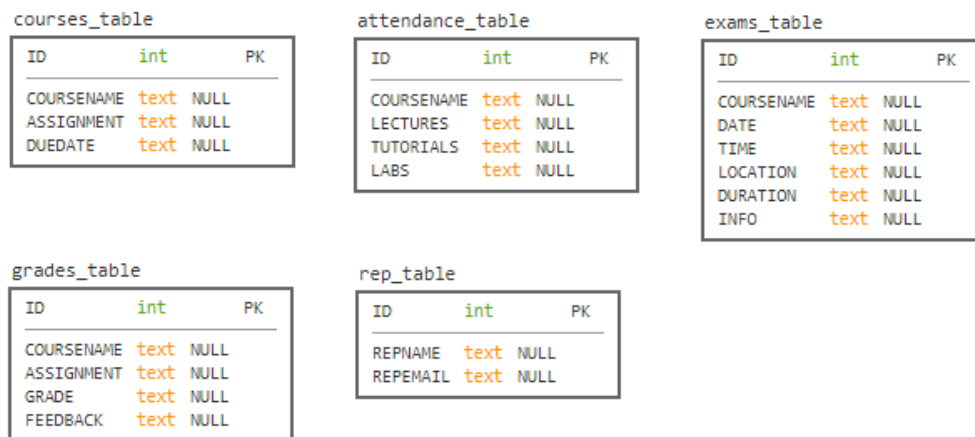 courses_table
ID int PK
COURSENAME text NULL
ASSIGNMENT text NULL
DUEDATE text NULL
attendance_table
ID int PK
COURSENAME text NULL
LECTURES text NULL
TUTORIALS text NULL
LABS text NULL
exams_table
ID int PK
COURSENAME text NULL
DATE text NULL
TIME text NULL
LOCATION text NULL
DURATION text NULL
INFO text NULL
grades_table
ID int PK
COURSENAME text NULL
ASSIGNMENT text NULL
GRADE text NULL
FEEDBACK text NULL
rep_table
ID int PK
REPNAME text NULL
REPEMAIL text NULL